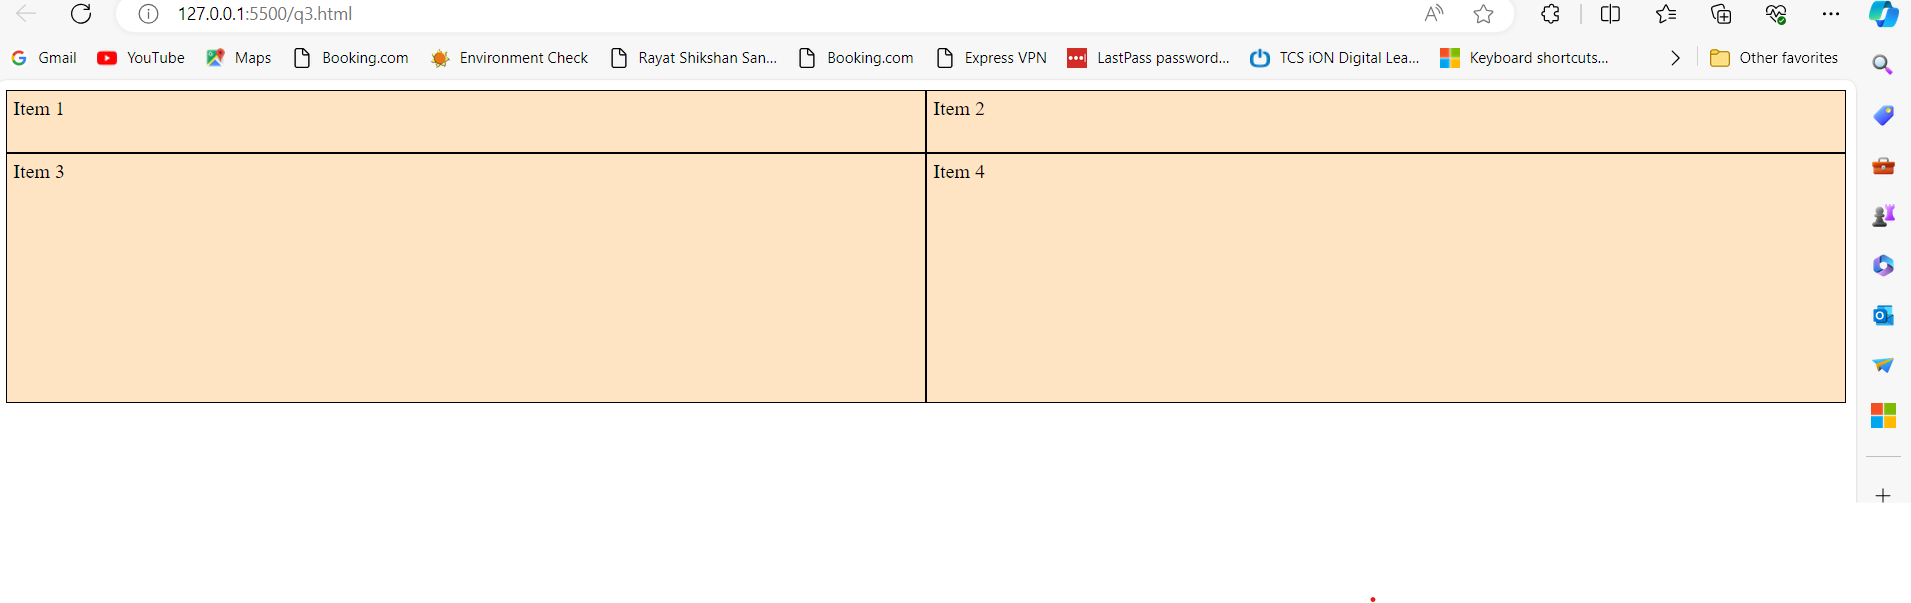 127.0.0.1:5500/q3.html
Gmail YouTube Maps Booking.com Environment Check Rayat Shikshan San... Booking.com Express VPN LastPass password... TCS iON Digital Lea... Keyboard shortcuts... Other favorites
Item 1 Item 2
Item 3 Item 4